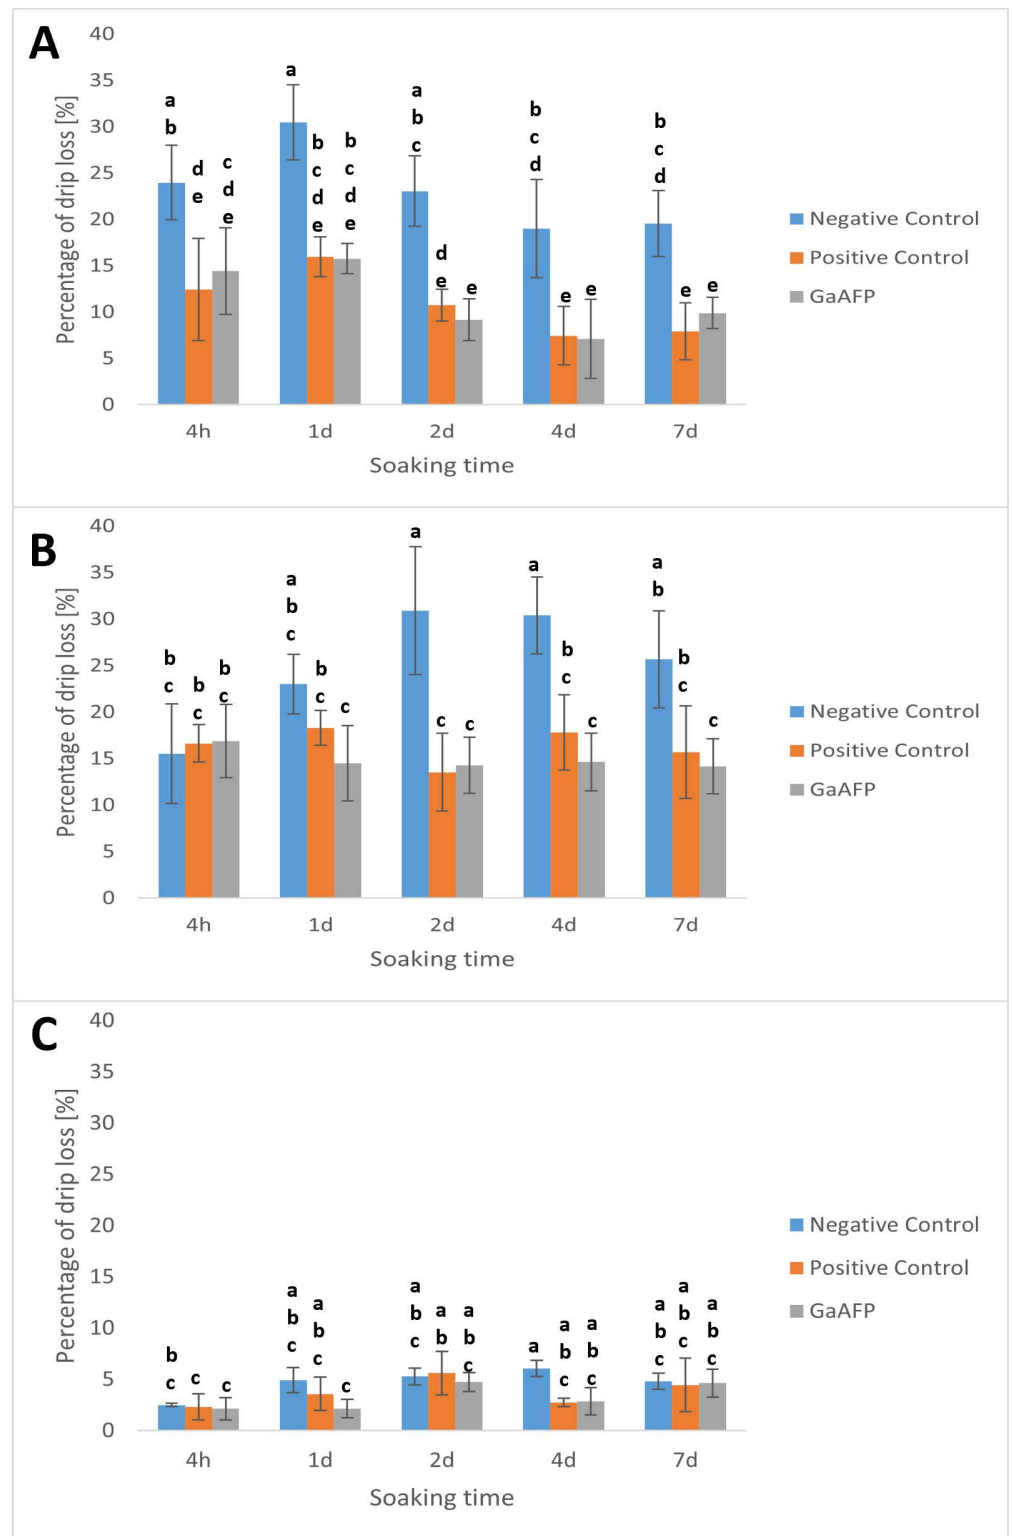 A
Percentage of drip loss [%]
40
35
30
25
20
15
10
5
0
a
b
d
e
c
d
e
a
b
c
d
e
b
c
d
e
a
b
c
d
e
e
b
c
d
e
e
b
c
d
e
e
4h 1d 2d 4d 7d
Soaking time
Negative Control
Positive Control
GaAFP
B
Percentage of drip loss [%]
40
35
30
25
20
15
10
5
0
b
c
b
c
b
c
a
b
c
b
c
c
a
c
c
a
b
c
c
a
b
b
c
c
4h 1d 2d 4d 7d
Soaking time
Negative Control
Positive Control
GaAFP
C
Percentage of drip loss [%]
40
35
30
25
20
15
10
5
0
b
c
c
c
a
b
c
a
b
c
c
a
b
c
a
b
a
b
c
a
a
b
c
a
b
c
a
b
c
a
b
c
a
b
c
4h 1d 2d 4d 7d
Soaking time
Negative Control
Positive Control
GaAFP